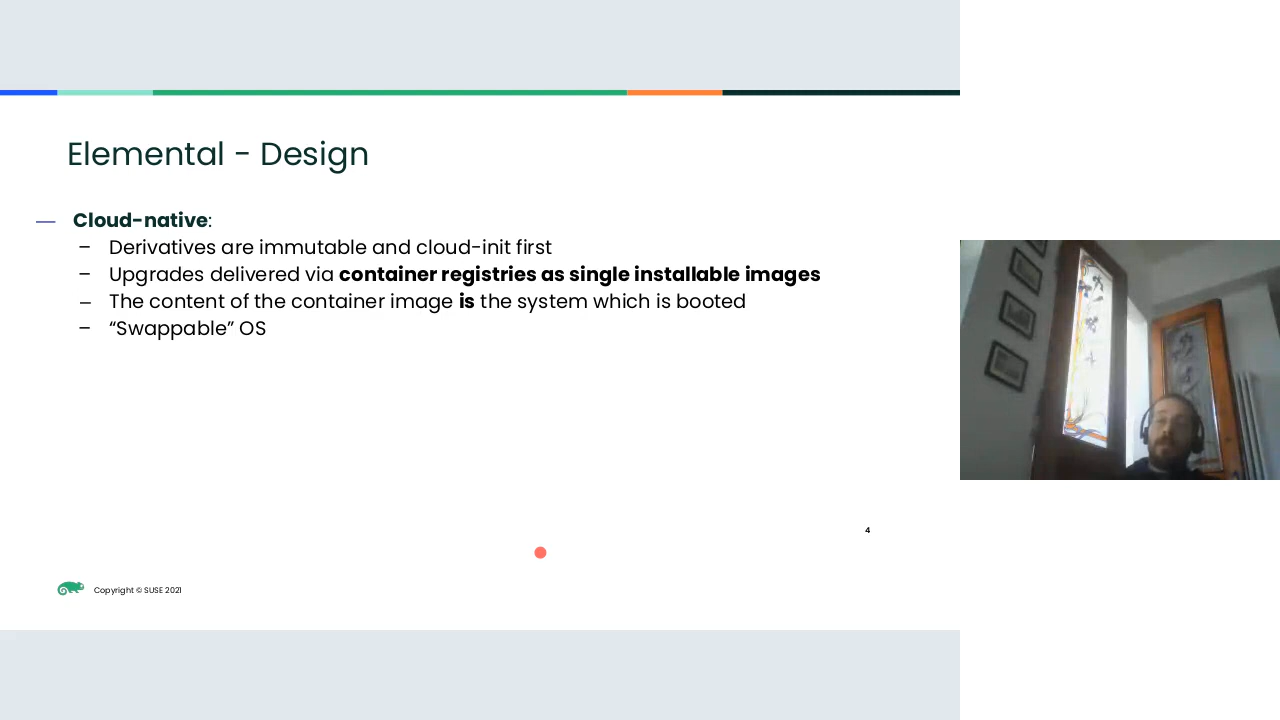 Elemental - Design
— Cloud-native:
– Derivatives are immutable and cloud-init first
– Upgrades delivered via container registries as single installable images
– The content of the container image is the system which is booted
– “Swappable” OS
4
Copyright © SUSE 2021